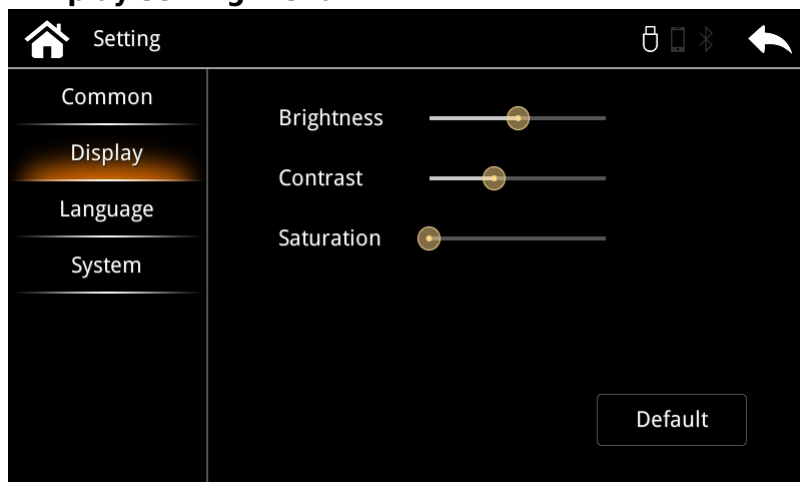 Setting
Common
Display
Language
System
Brightness
Contrast
Saturation
Default